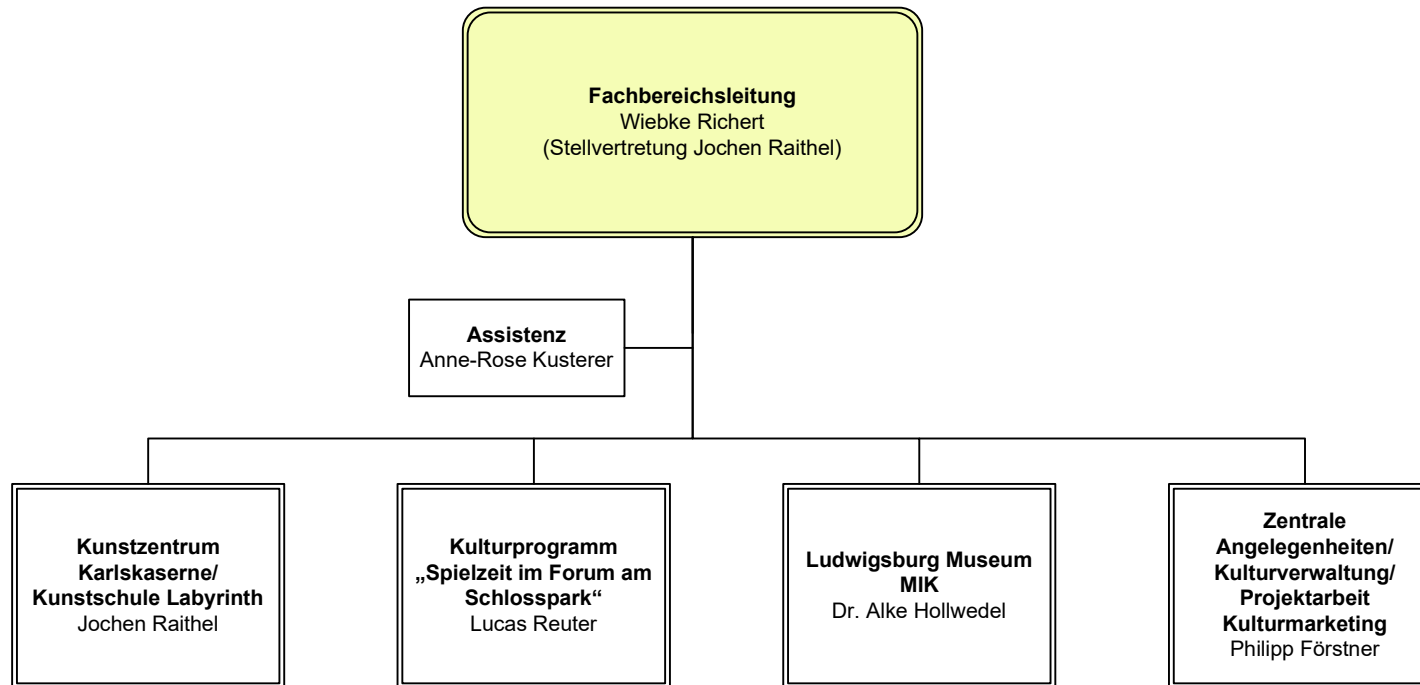 Fachbereichsleitung
Wiebke Richert
(Stellvertretung Jochen Raithel)
Assistenz
Anne-Rose Kusterer
Kunstzentrum
Karlskaserne/
Kunstschule Labyrinth
Jochen Raithel
Kulturprogramm
„Spielzeit im Forum am
Schlosspark“
Lucas Reuter
Ludwigsburg Museum
MIK
Dr. Alke Hollwedel
Zentrale
Angelegenheiten/
Kulturverwaltung/
Projektarbeit
Kulturmarketing
Philipp Förstner